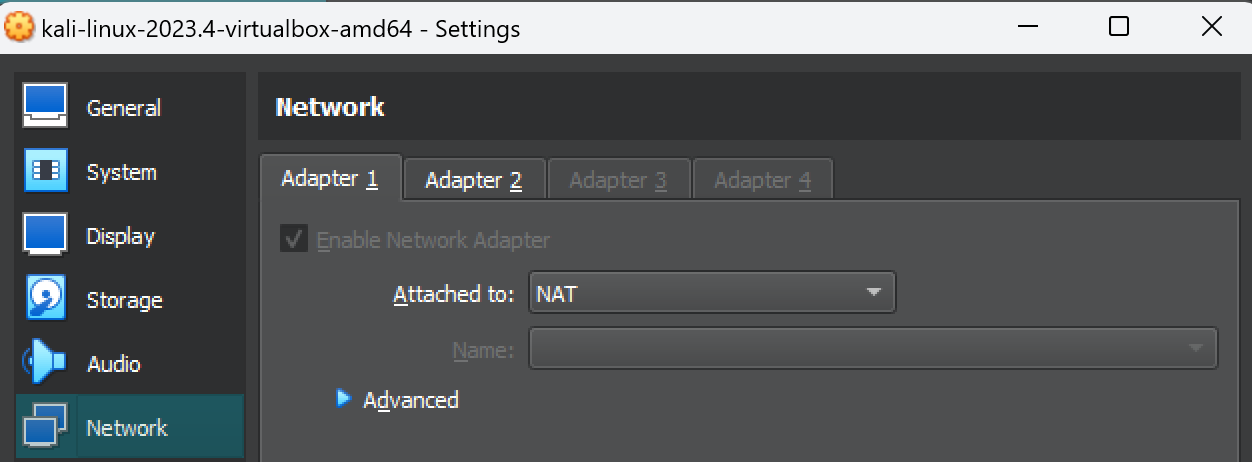 kali-linux-2023.4-virtualbox-amd64 - Settings
General
System
Display
Storage
Audio
Network
Network
Adapter 1 Adapter 2 Adapter 3 Adapter 4
Enable Network Adapter
Attached to: NAT
Name:
Advanced